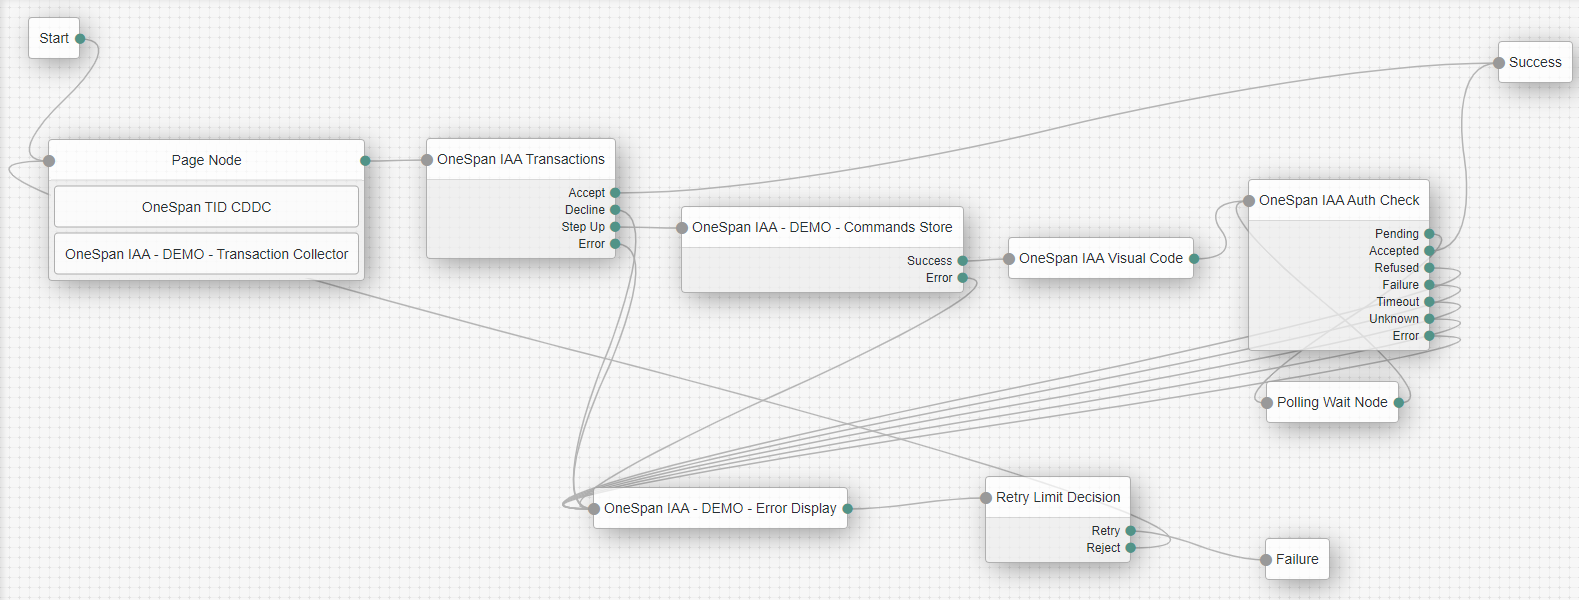 Start
Success
Page Node
OneSpan TID CDDC
OneSpan IAA - DEMO - Transaction Collector
OneSpan IAA Transactions
Accept
Decline
Step Up
Error
OneSpan IAA - DEMO - Commands Store
Success
Error
OneSpan IAA Visual Code
OneSpan IAA Auth Check
Pending
Accepted
Refused
Failure
Timeout
Unknown
Error
Polling Wait Node
OneSpan IAA - DEMO - Error Display
Retry Limit Decision
Retry
Reject
Failure